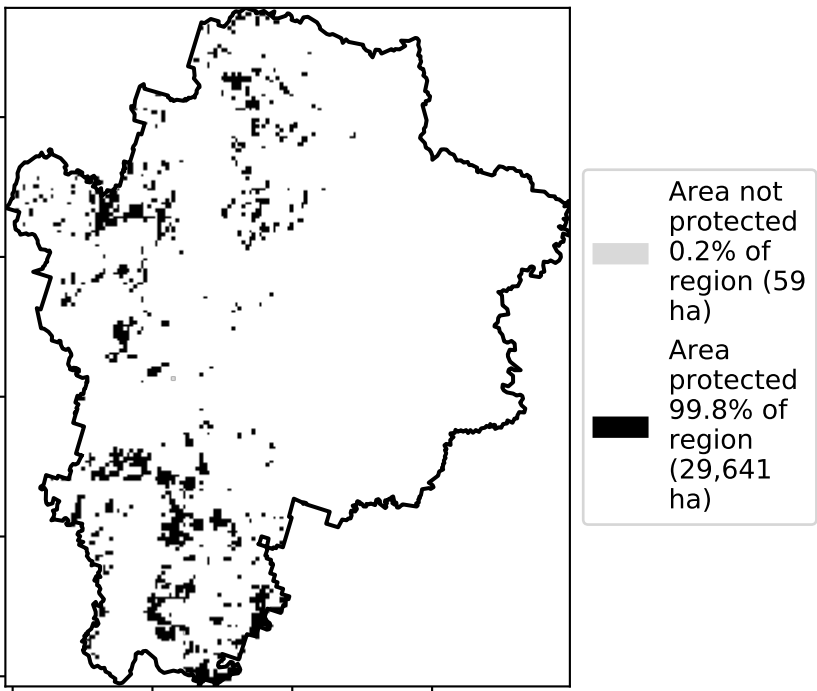 Area not
protected
0.2% of
region (59
ha)
Area
protected
99.8% of
region
(29,641
ha)